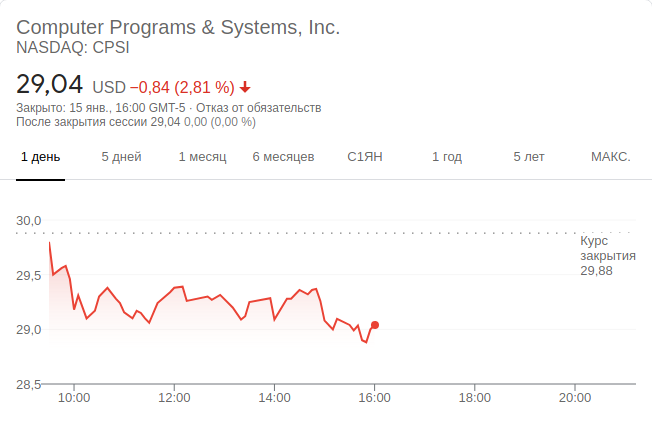 Computer Programs & Systems, Inc.
NASDAQ: CPSI
29,04 USD −0,84 (2,81 %)
Закрыто: 15 янв., 16:00 GMT-5 · Отказ от обязательств
После закрытия сессии 29,04 0,00 (0,00 %)
1 день 5 дней 1 месяц 6 месяцев С1ЯН 1 год 5 лет МАКС.
30,0
Курс
закрытия
29,88
29,5
29,0
28,5
10:00 12:00 14:00 16:00 18:00 20:00